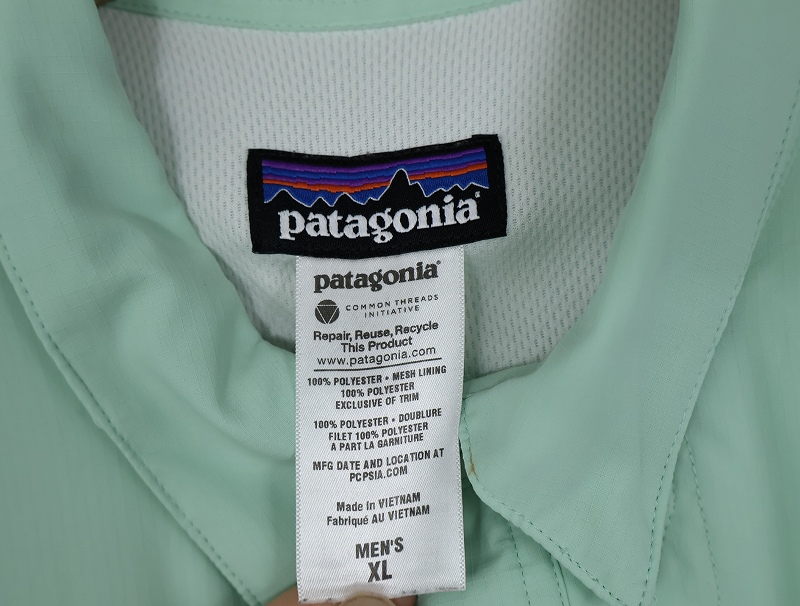 patagonia®
patagonia®
COMMON THREADS
INITIATIVE
Repair, Reuse, Recycle
This Product
www.patagonia.com
100% POLYESTER • MESH LINING
100% POLYESTER
EXCLUSIVE OF TRIM
100% POLYESTER • DOUBLURE
FILET 100% POLYESTER
A PART LA GARNITURE
MFG DATE AND LOCATION AT
PCPSIA.COM
Made in VIETNAM
Fabriqué AU VIETNAM
MEN'S
XL